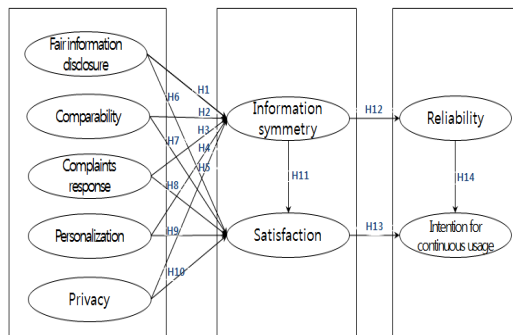 Fair information
disclosure
Comparability
Complaints
response
Personalization
Privacy
H1
H2
H3
H4
H5
H6
H7
H8
H9
H10
Information
symmetry
H11
Satisfaction
H12
H13
Reliability
H14
Intention for
continuous usage